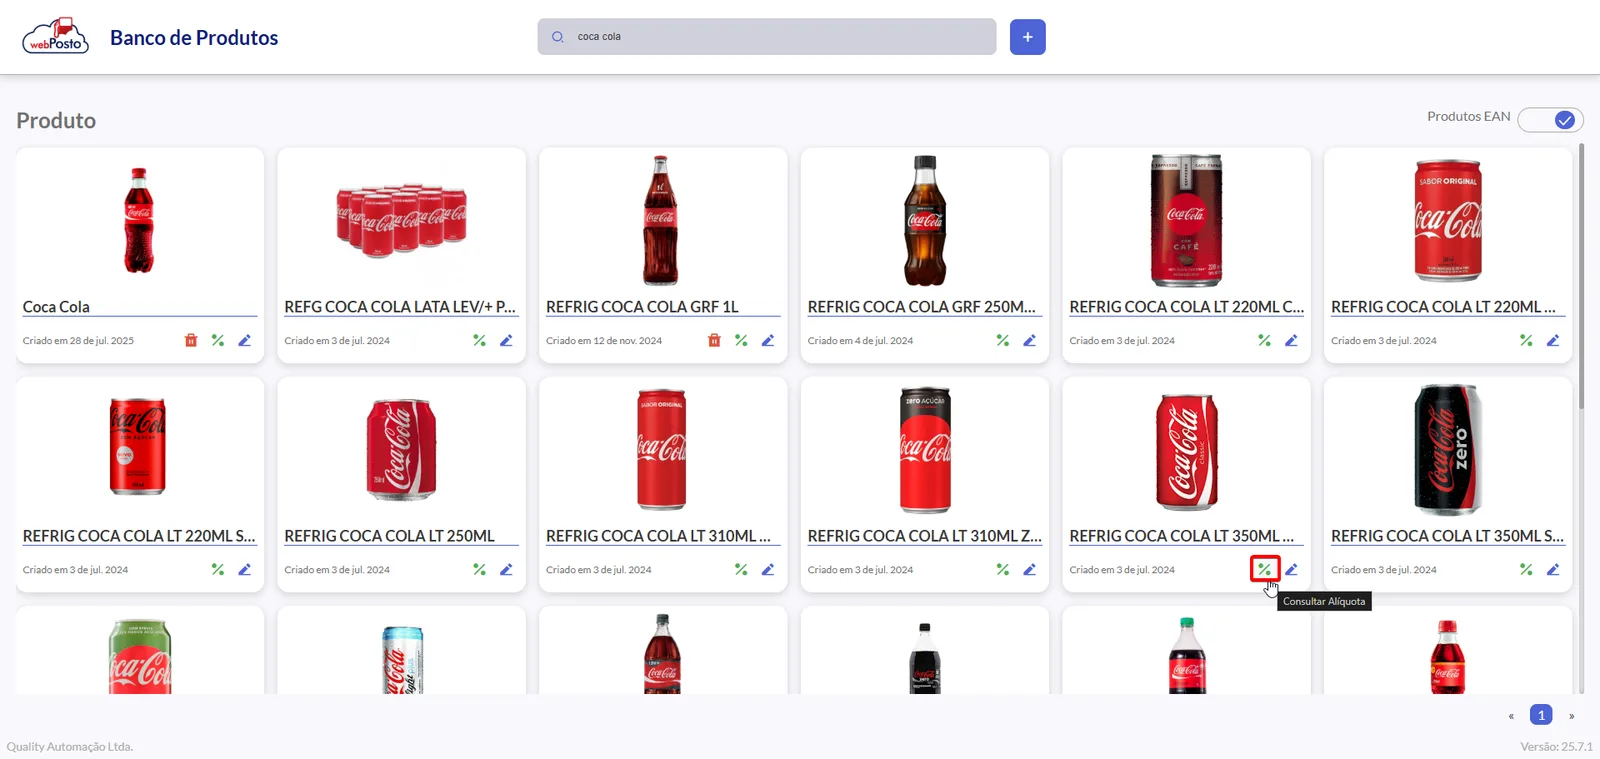 webPosto
Banco de Produtos
coca cola
+
Produto
Produtos EAN
Coca Cola
REFG COCA COLA LATA LEV/+ P...
REFRIG COCA COLA GRF 1L
REFRIG COCA COLA GRF 250M...
REFRIG COCA COLA LT 220ML C...
REFRIG COCA COLA LT 220ML ...
Criado em 28 de jul. 2025
Criado em 3 de jul. 2024
Criado em 12 de nov. 2024
Criado em 4 de jul. 2024
Criado em 3 de jul. 2024
Criado em 3 de jul. 2024
REFRIG COCA COLA LT 220ML S...
REFRIG COCA COLA LT 250ML
REFRIG COCA COLA LT 310ML ...
REFRIG COCA COLA LT 310ML Z...
REFRIG COCA COLA LT 350ML ...
REFRIG COCA COLA LT 350ML S...
Criado em 3 de jul. 2024
Criado em 3 de jul. 2024
Criado em 3 de jul. 2024
Criado em 3 de jul. 2024
Criado em 3 de jul. 2024
Criado em 3 de jul. 2024
Consultar Alíquota
« 1 »
Quality Automação Ltda.
Versão: 25.7.1